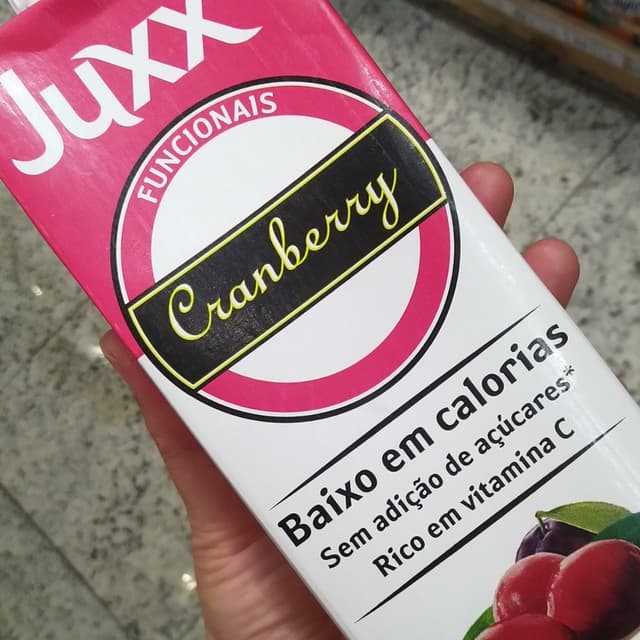 Juxx
FUNCIONAIS
Cranberry
Baixo em calorias
Sem adição de açúcares*
Rico em vitamina C